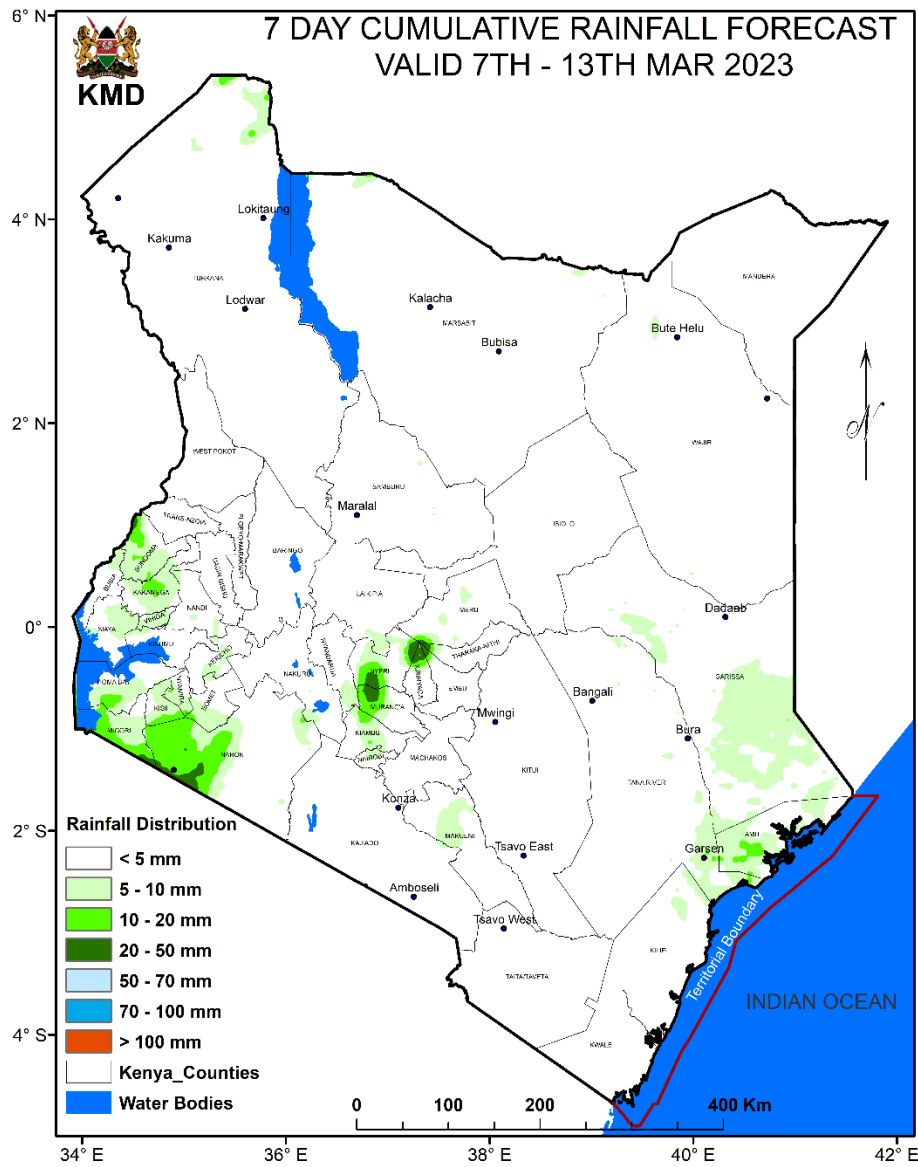 7 DAY CUMULATIVE RAINFALL FORECAST
VALID 7TH - 13TH MAR 2023
KMD
6° N
4° N
2° N
0°
2° S
4° S
34° E
36° E
38° E
40° E
42° E
Lokitaung
Kakuma
TURKANA
Lodwar
Kalacha
MARSABIT
Bubisa
MANDERA
Bute Helu
WAJIR
WEST POKOT
SAMBURU
Maralal
ISIOLO
TRANS-NZOIA
BARINGO
BUNGOMA
BUSIA
UASIN GISHU
KAKAMEGA
NANDI
LAIKIPIA
MERU
Dadaab
VIHIGA
SIAYA
KISUMU
NYANDARUA
THARAKA-NITHI
KERICHO
HOMA BAY
NYAMIRA
NAKURU
NYERI
KIRINYAGA
EMBU
GARISSA
KISII
BOMET
MURANG'A
Bangali
MIGORI
Mwingi
KIAMBU
Bura
NAROK
NAIROBI
MACHAKOS
KITUI
TANA RIVER
Konza
MAKUENI
LAMU
KAJIADO
Tsavo East
Garsen
Amboseli
Tsavo West
KILIFI
TAITA/TAVETA
Territorial Boundary
INDIAN OCEAN
KWALE
Rainfall Distribution
< 5 mm
5 - 10 mm
10 - 20 mm
20 - 50 mm
50 - 70 mm
70 - 100 mm
> 100 mm
Kenya_Counties
Water Bodies
0 100 200 400 Km